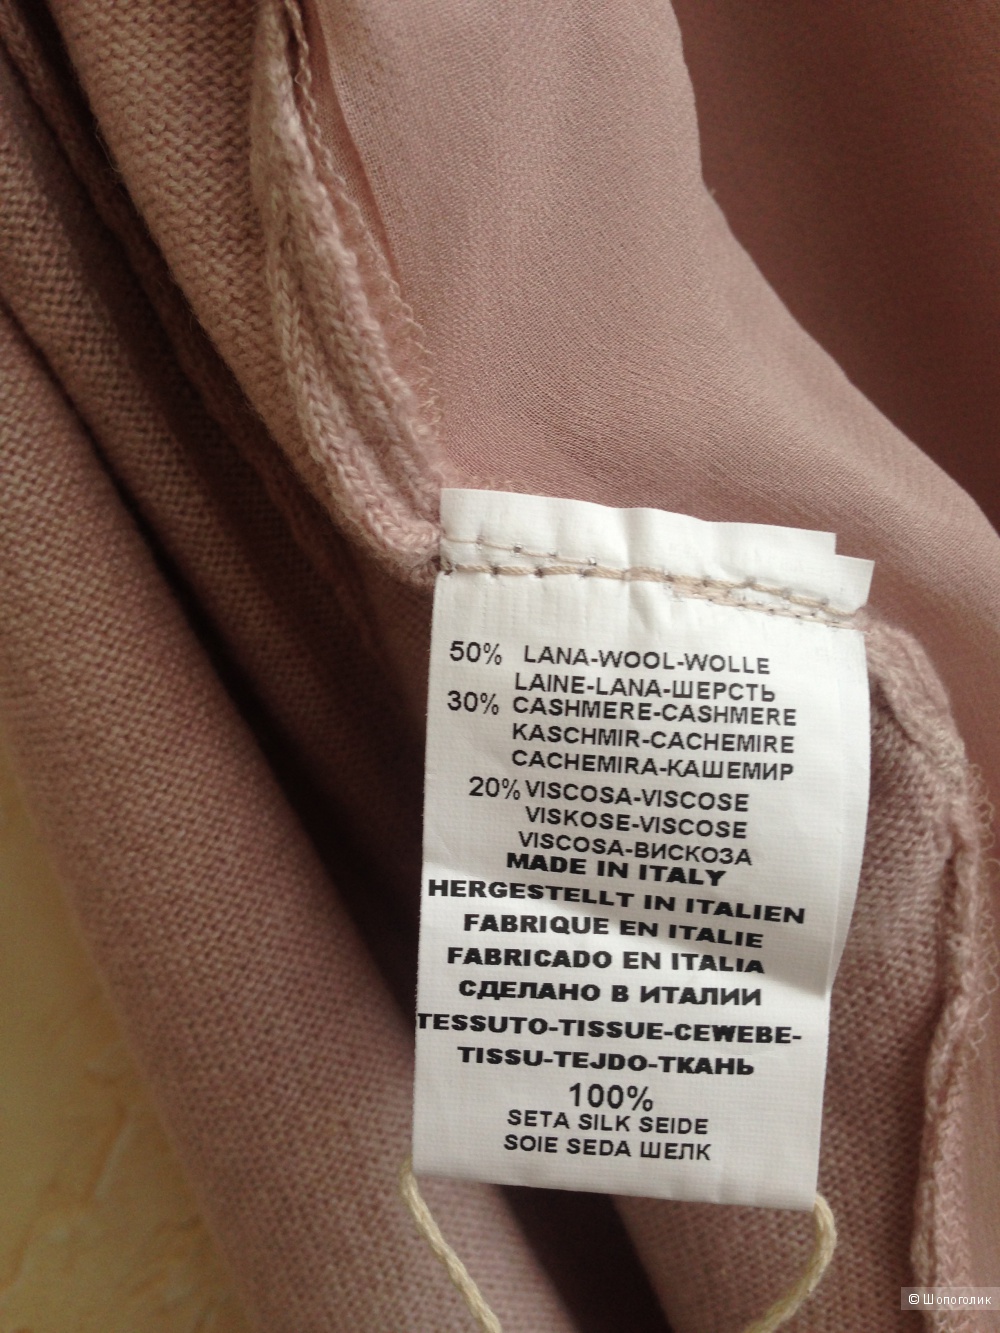 50% LANA-WOOL-WOLLE
LAINE-LANA-ШЕРСТЬ
30% CASHMERE-CASHMERE
KASCHMIR-CACHEMIRE
CACHEMIRA-КАШЕМИР
20% VISCOSA-VISCOSE
VISKOSE-VISCOSE
VISCOSA-ВИСКОЗА
MADE IN ITALY
HERGESTELLT IN ITALIEN
FABRIQUE EN ITALIE
FABRICADO EN ITALIA
СДЕЛАНО В ИТАЛИИ
TESSUTO-TISSUE-CEWEBE-
TISSU-TEJDO-ТКАНЬ
100%
SETA SILK SEIDE
SOIE SEDA ШЕЛК
© Шопоголик